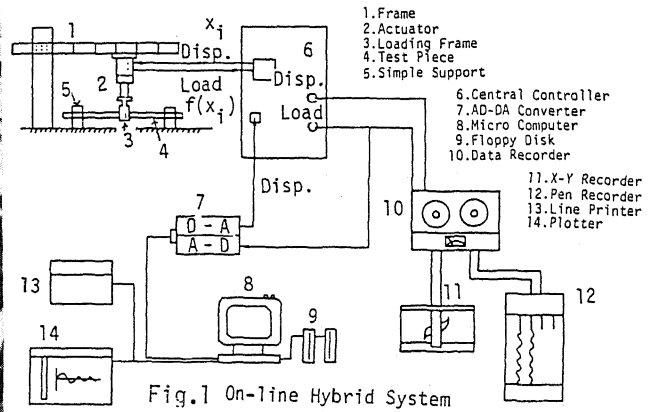 1.Frame
2.Actuator
3.Loading Frame
4.Test Piece
5.Simple Support
6.Central Controller
7.AD-DA Converter
8.Micro Computer
9.Floppy Disk
10.Data Recorder
11.X-Y Recorder
12.Pen Recorder
13.Line Printer
14.Plotter
1
xi
Disp.
6
2
Load
f(xi)
5
3
4
Disp.
Load
Disp.
7
D - A
A - D
10
8
9
13
14
11
12
Fig.1 On-line Hybrid System